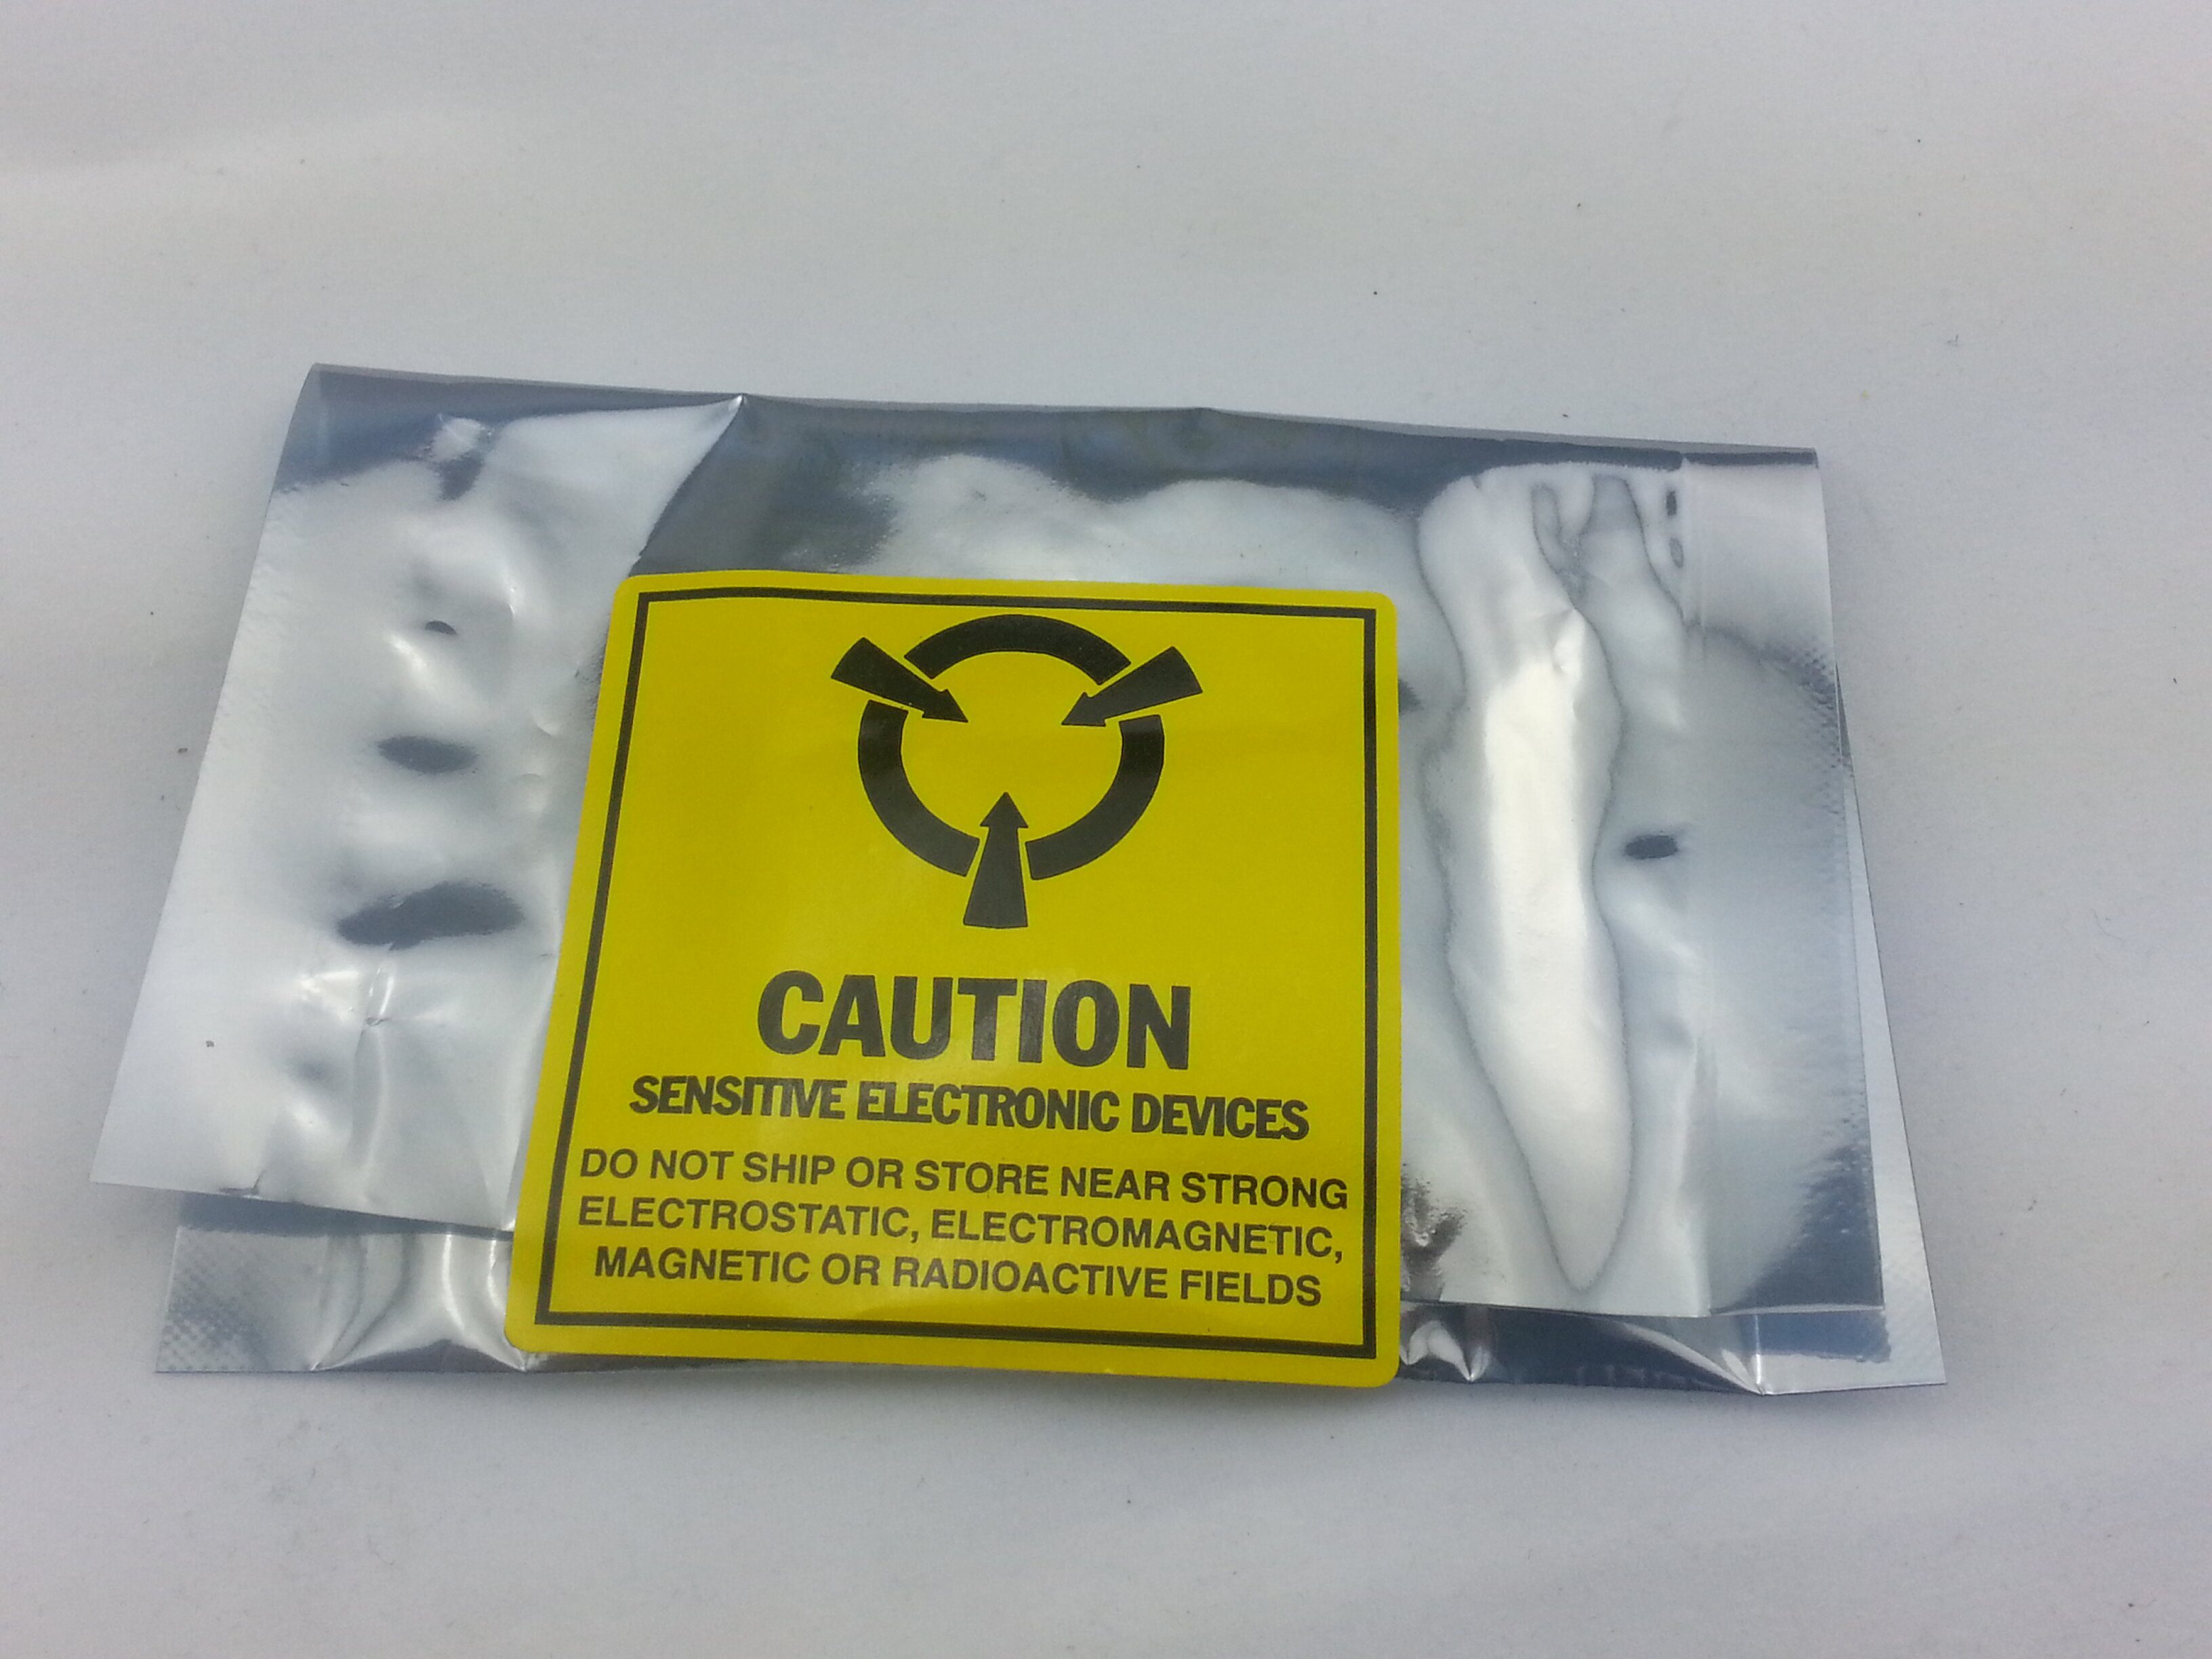 CAUTION
SENSITIVE ELECTRONIC DEVICES
DO NOT SHIP OR STORE NEAR STRONG
ELECTROSTATIC, ELECTROMAGNETIC,
MAGNETIC OR RADIOACTIVE FIELDS